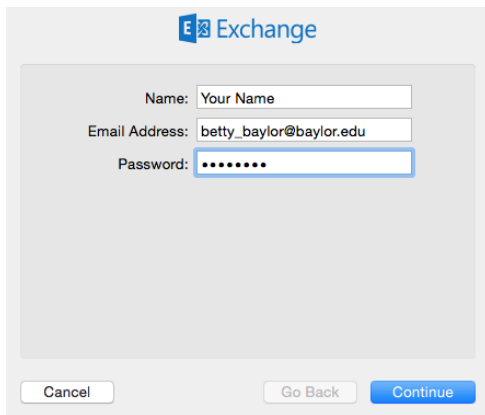 Exchange
Name: Your Name
Email Address: betty_baylor@baylor.edu
Password: ••••••••
Cancel Go Back Continue